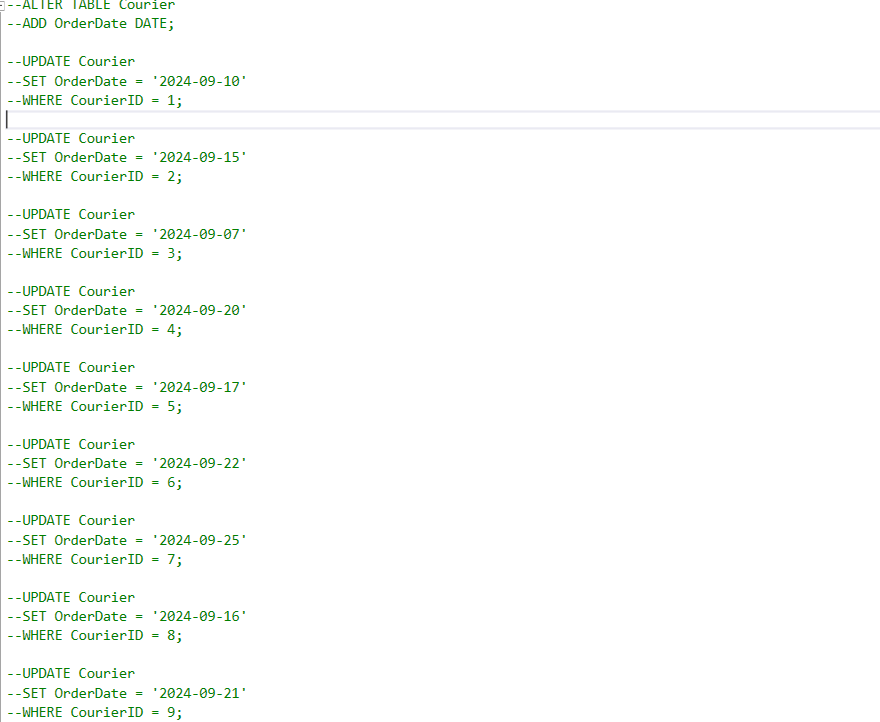 --ALTER TABLE Courier
--ADD OrderDate DATE;
--UPDATE Courier
--SET OrderDate = '2024-09-10'
--WHERE CourierID = 1;
--UPDATE Courier
--SET OrderDate = '2024-09-15'
--WHERE CourierID = 2;
--UPDATE Courier
--SET OrderDate = '2024-09-07'
--WHERE CourierID = 3;
--UPDATE Courier
--SET OrderDate = '2024-09-20'
--WHERE CourierID = 4;
--UPDATE Courier
--SET OrderDate = '2024-09-17'
--WHERE CourierID = 5;
--UPDATE Courier
--SET OrderDate = '2024-09-22'
--WHERE CourierID = 6;
--UPDATE Courier
--SET OrderDate = '2024-09-25'
--WHERE CourierID = 7;
--UPDATE Courier
--SET OrderDate = '2024-09-16'
--WHERE CourierID = 8;
--UPDATE Courier
--SET OrderDate = '2024-09-21'
--WHERE CourierID = 9;